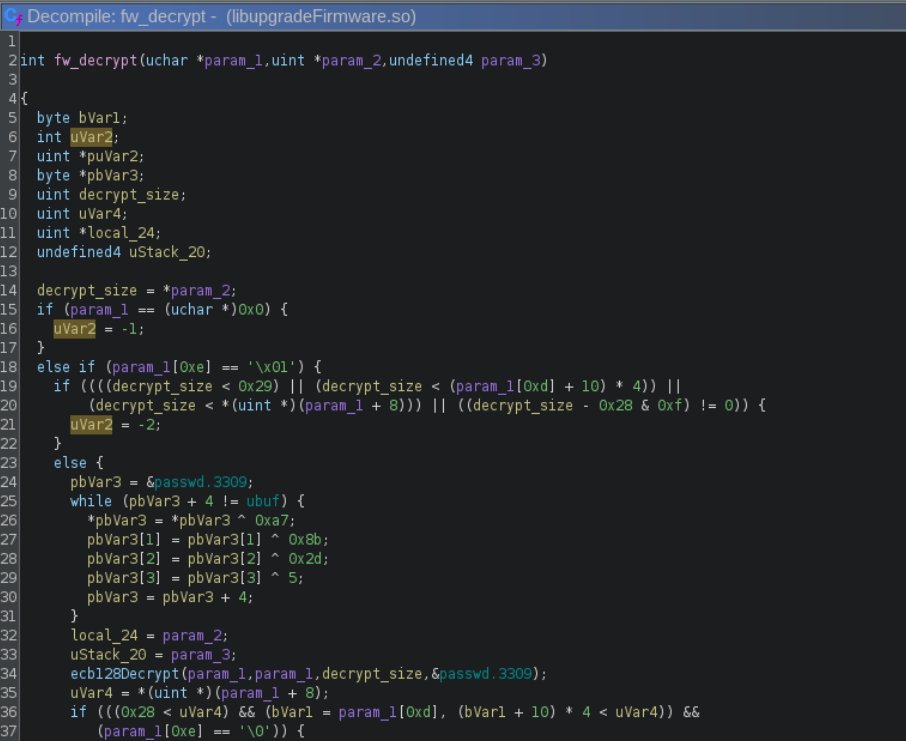 Decompile: fw_decrypt - (libupgradeFirmware.so)
1
2 int fw_decrypt(uchar *param_1,uint *param_2,undefined4 param_3)
3
4 {
5 byte bVar1;
6 int uVar2;
7 uint *puVar2;
8 byte *pbVar3;
9 uint decrypt_size;
10 uint uVar4;
11 uint *local_24;
12 undefined4 uStack_20;
13
14 decrypt_size = *param_2;
15 if (param_1 == (uchar *)0x0) {
16 uVar2 = -1;
17 }
18 else if (param_1[0xe] == '\x01') {
19 if ((((decrypt_size < 0x29) || (decrypt_size < (param_1[0xd] + 10) * 4)) ||
20 (decrypt_size < *(uint *)(param_1 + 8))) || ((decrypt_size - 0x28 & 0xf) != 0)) {
21 uVar2 = -2;
22 }
23 else {
24 pbVar3 = &passwd.3309;
25 while (pbVar3 + 4 != ubuf) {
26 *pbVar3 = *pbVar3 ^ 0xa7;
27 pbVar3[1] = pbVar3[1] ^ 0x8b;
28 pbVar3[2] = pbVar3[2] ^ 0x2d;
29 pbVar3[3] = pbVar3[3] ^ 5;
30 pbVar3 = pbVar3 + 4;
31 }
32 local_24 = param_2;
33 uStack_20 = param_3;
34 ecb128Decrypt(param_1,param_1,decrypt_size,&passwd.3309);
35 uVar4 = *(uint *)(param_1 + 8);
36 if (((0x28 < uVar4) && (bVar1 = param_1[0xd], (bVar1 + 10) * 4 < uVar4)) &&
37 (param_1[0xe] == '\0')) {